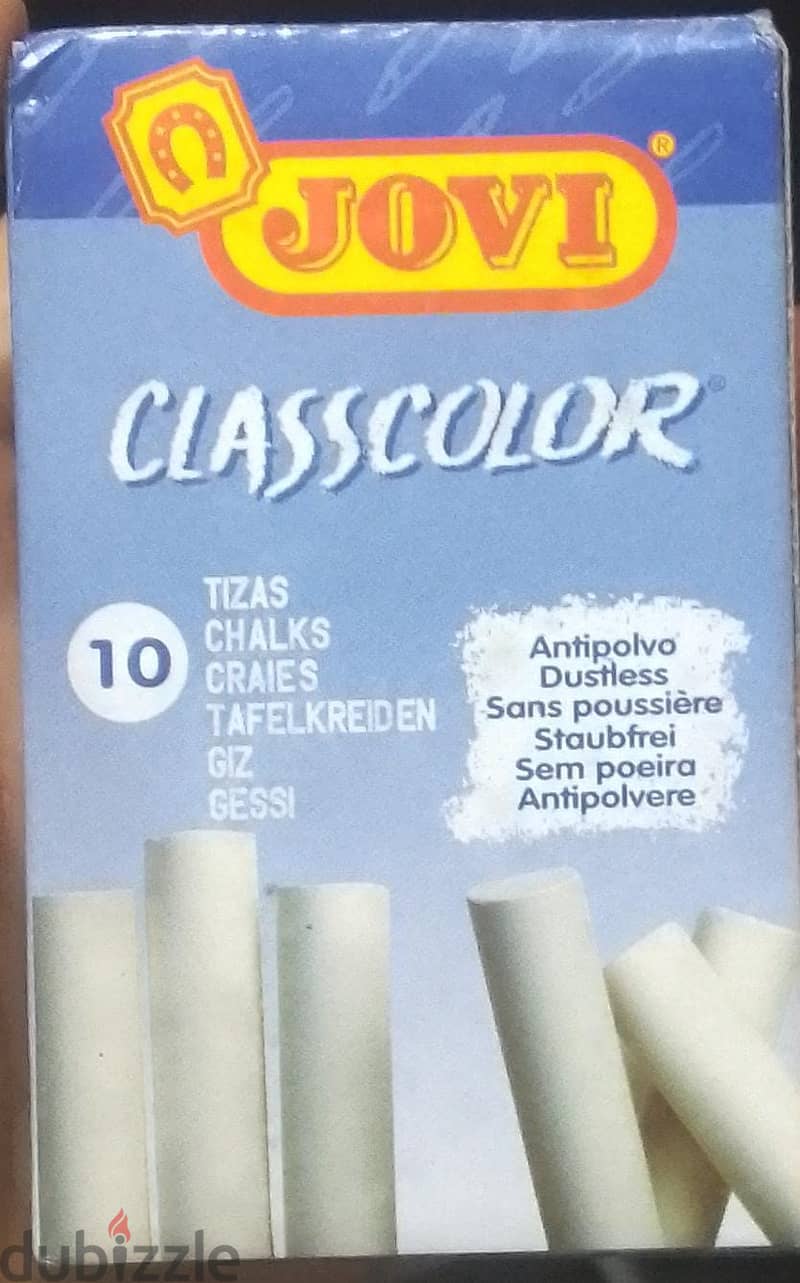 JOVI ®
CLASSCOLOR ®
10
TIZAS
CHALKS
CRAIES
TAFELKREIDEN
GIZ
GESSI
Antipolvo
Dustless
Sans poussière
Staubfrei
Sem poeira
Antipolvere
dubizzle